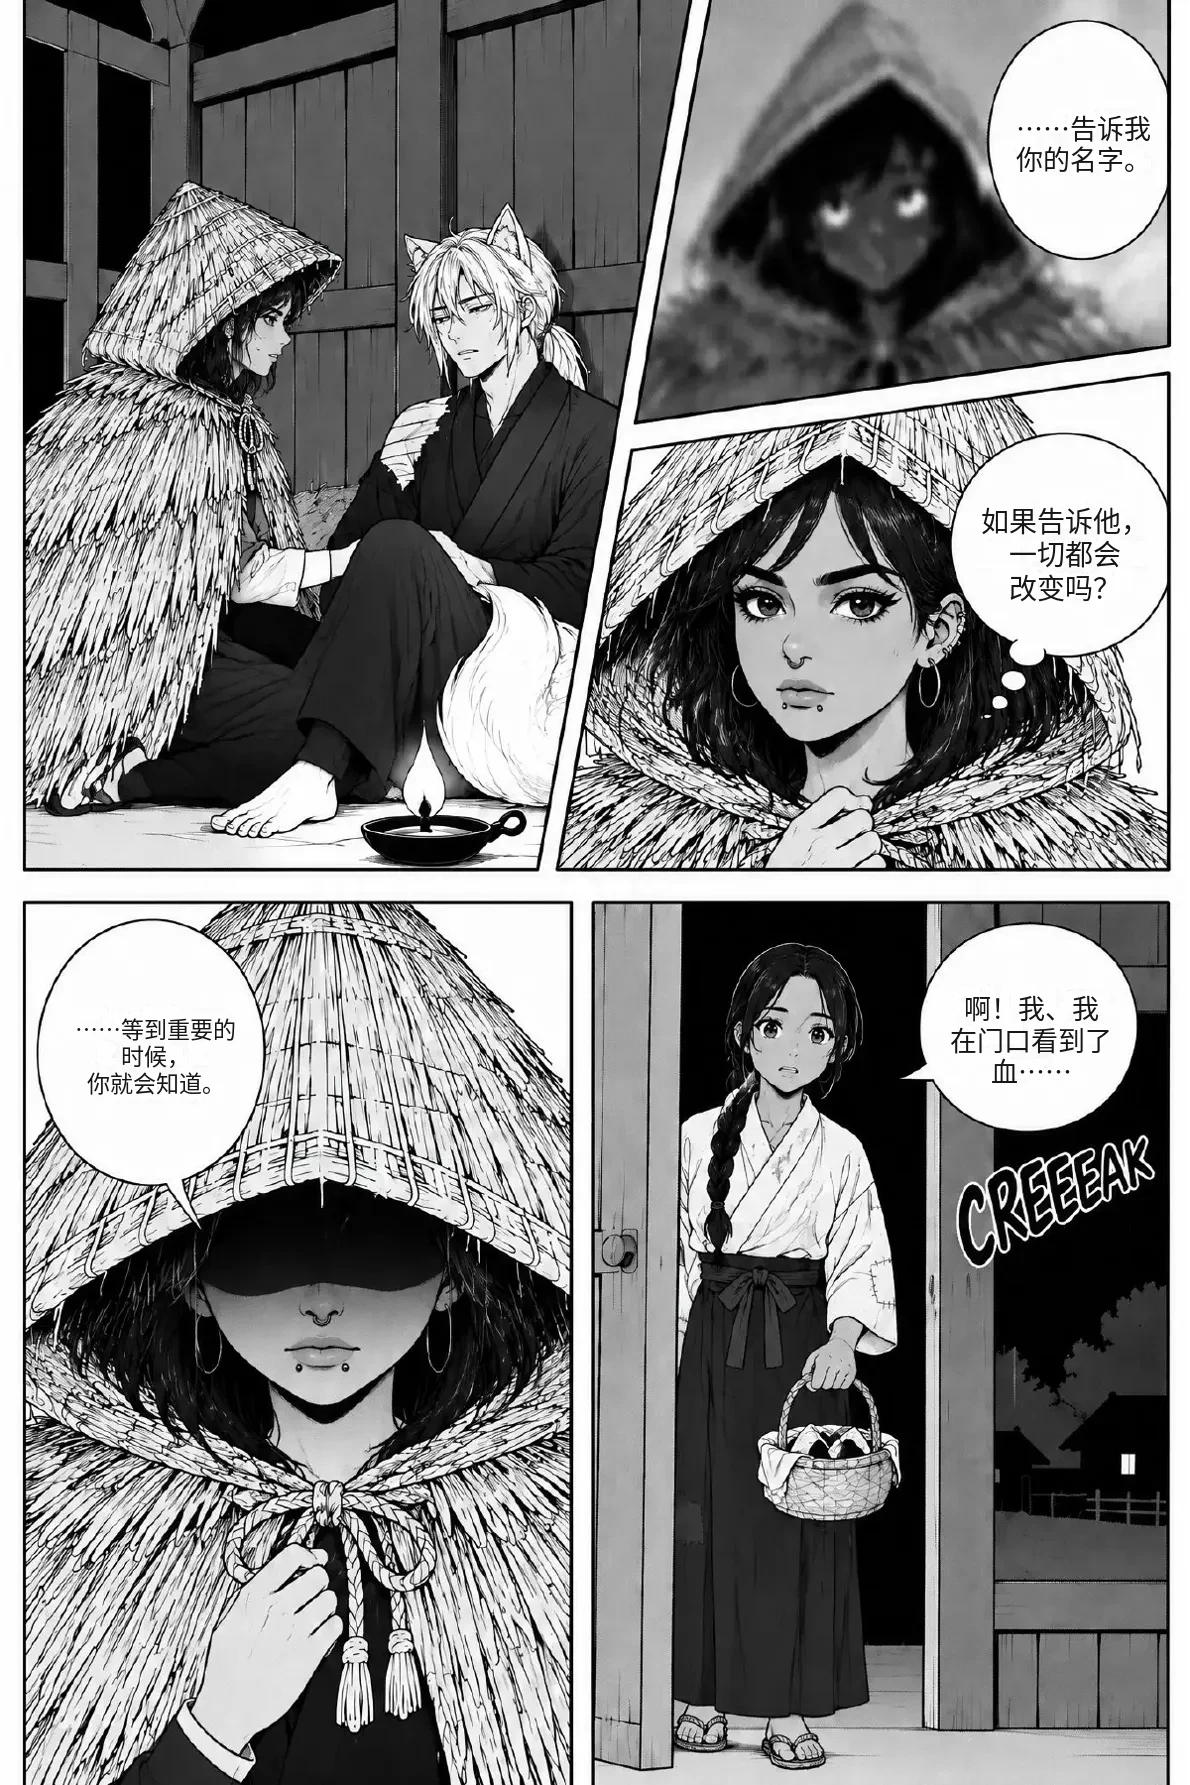 ……告诉我
你的名字。
如果告诉他，
一切都会
改变吗？
……等到重要的
时候，
你就会知道。
啊！我、我
在门口看到了
血……
CREEEAK